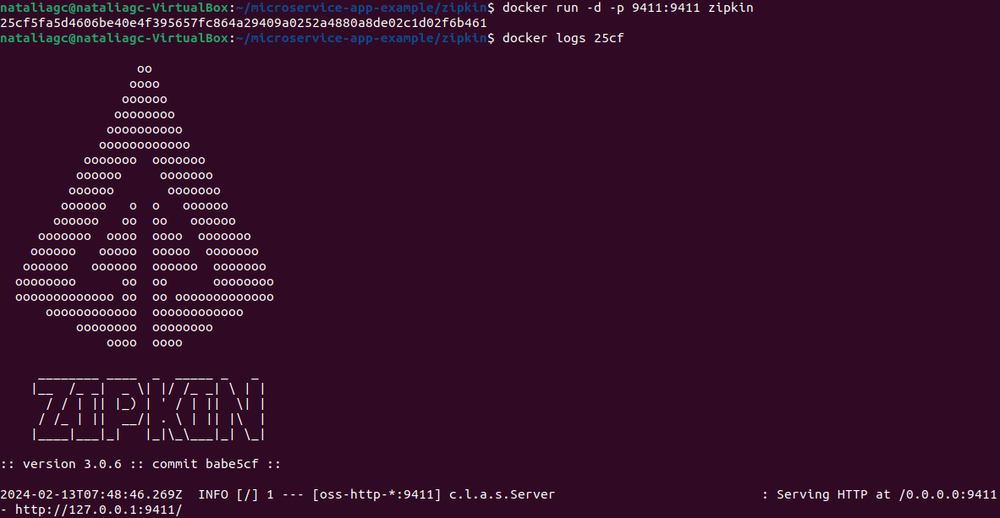 nataliagc@nataliagc-VirtualBox:~/microservice-app-example/zipkin$ docker run -d -p 9411:9411 zipkin
25cf5fa5d4606be40e4f395657fc864a29409a0252a4880a8de02c1d02f6b461
nataliagc@nataliagc-VirtualBox:~/microservice-app-example/zipkin$ docker logs 25cf
                  oo
                 oooo
                oooooo
               oooooooo
              oooooooooo
             oooooooooooo
           ooooooo  ooooooo
          oooooo     ooooooo
         oooooo       ooooooo
        oooooo   o  o   oooooo
       oooooo   oo  oo   oooooo
     ooooooo  oooo  oooo  ooooooo
    oooooo   ooooo  ooooo  ooooooo
   oooooo   oooooo  oooooo  ooooooo
  oooooooo      oo  oo      oooooooo
  ooooooooooooo oo  oo ooooooooooooo
      oooooooooooo  oooooooooooo
          oooooooo  oooooooo
              oooo  oooo
     ________ ____  _  _____ _   _
    |__  /_ _|  _ \| |/ /_ _| \ | |
      / / | || |_) | ' / | ||  \| |
     / /_ | ||  __/| . \ | || |\  |
    |____|___|_|   |_|\_\___|_| \_|
:: version 3.0.6 :: commit babe5cf ::
2024-02-13T07:48:46.269Z  INFO [/] 1 --- [oss-http-*:9411] c.l.a.s.Server                           : Serving HTTP at /0.0.0.0:9411
- http://127.0.0.1:9411/